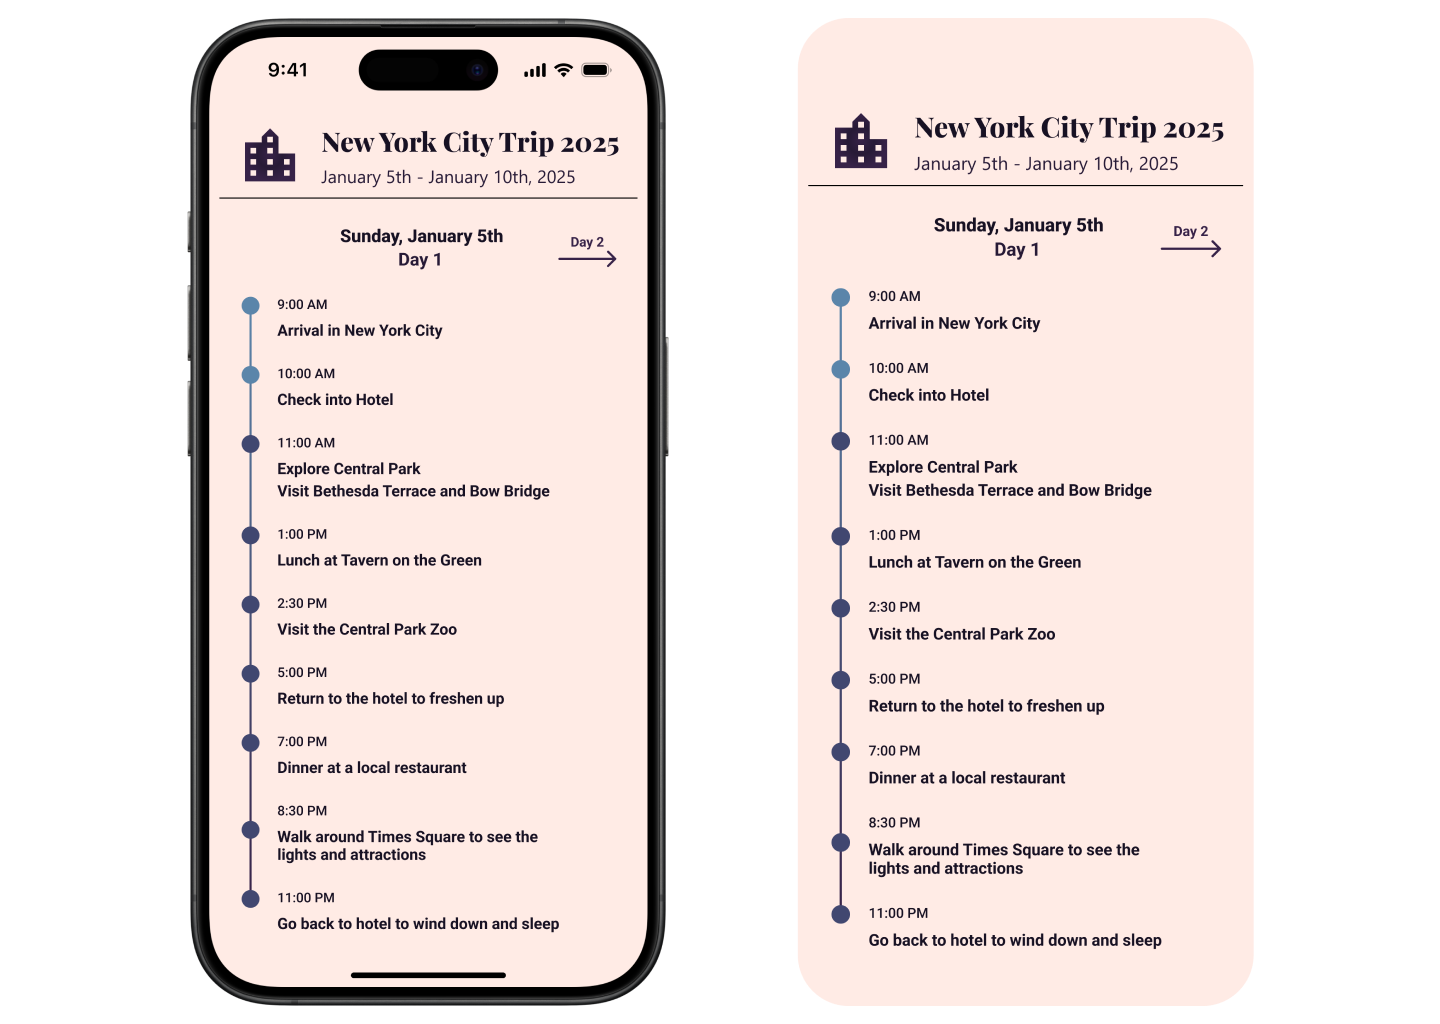 9:41
New York City Trip 2025
January 5th - January 10th, 2025
Sunday, January 5th
Day 1
Day 2
9:00 AM
Arrival in New York City
10:00 AM
Check into Hotel
11:00 AM
Explore Central Park
Visit Bethesda Terrace and Bow Bridge
1:00 PM
Lunch at Tavern on the Green
2:30 PM
Visit the Central Park Zoo
5:00 PM
Return to the hotel to freshen up
7:00 PM
Dinner at a local restaurant
8:30 PM
Walk around Times Square to see the
lights and attractions
11:00 PM
Go back to hotel to wind down and sleep
New York City Trip 2025
January 5th - January 10th, 2025
Sunday, January 5th
Day 1
Day 2
9:00 AM
Arrival in New York City
10:00 AM
Check into Hotel
11:00 AM
Explore Central Park
Visit Bethesda Terrace and Bow Bridge
1:00 PM
Lunch at Tavern on the Green
2:30 PM
Visit the Central Park Zoo
5:00 PM
Return to the hotel to freshen up
7:00 PM
Dinner at a local restaurant
8:30 PM
Walk around Times Square to see the
lights and attractions
11:00 PM
Go back to hotel to wind down and sleep